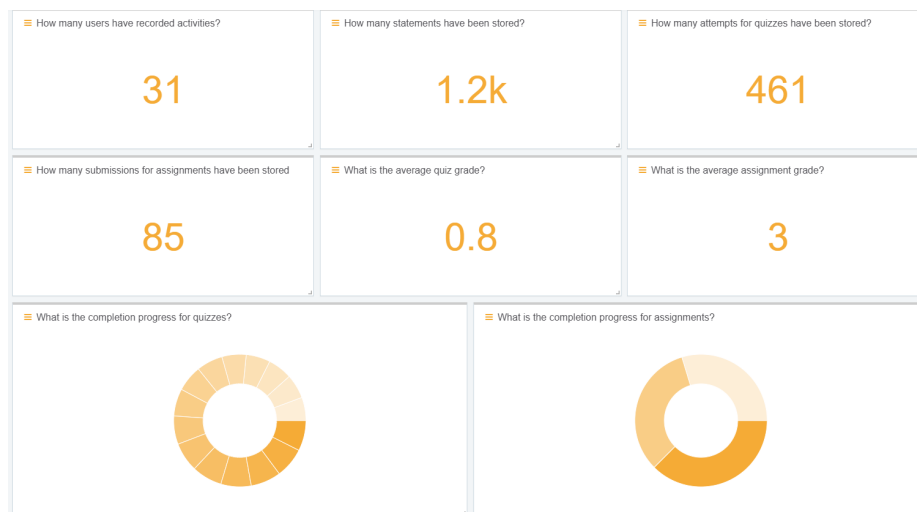 How many users have recorded activities?
How many statements have been stored?
How many attempts for quizzes have been stored?
31
1.2k
461
How many submissions for assignments have been stored
What is the average quiz grade?
What is the average assignment grade?
85
0.8
3
What is the completion progress for quizzes?
What is the completion progress for assignments?